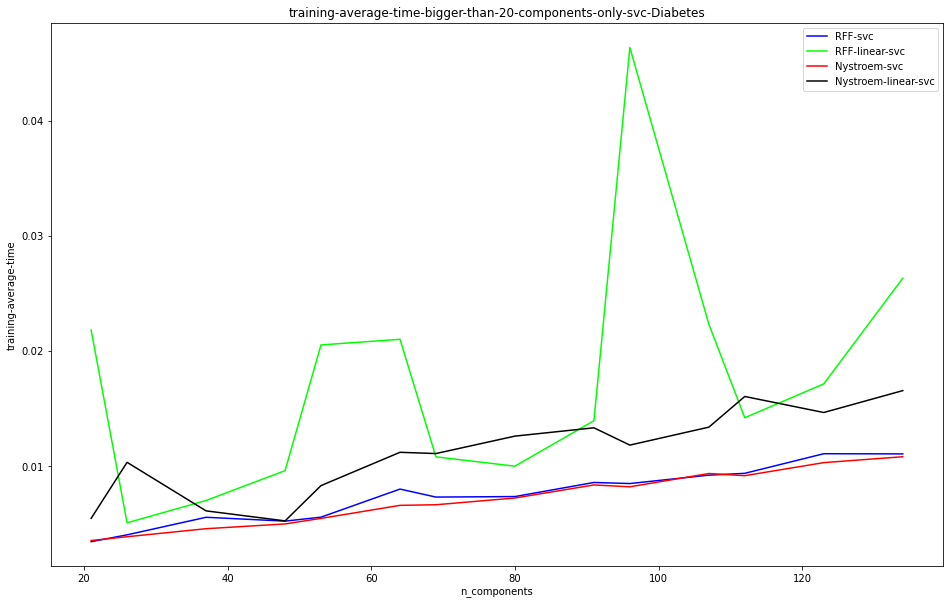 training-average-time-bigger-than-20-components-only-svc-Diabetes
RFF-svc
RFF-linear-svc
Nystroem-svc
Nystroem-linear-svc
0.04
0.03
0.02
0.01
training-average-time
20 40 60 80 100 120
n_components